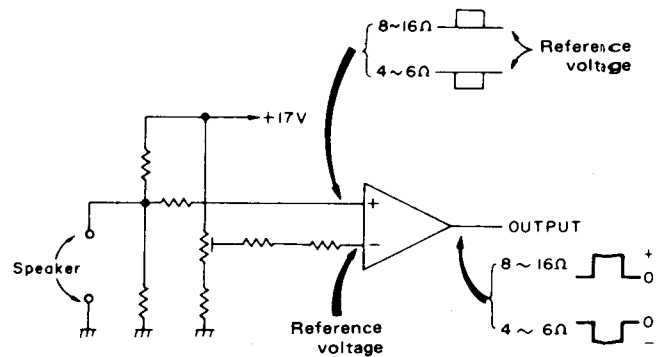 8~16Ω
4~6Ω
Reference
voltage
+17V
+
−
OUTPUT
Speaker
Reference
voltage
8 ~ 16Ω
+
0
4 ~ 6Ω
0
−